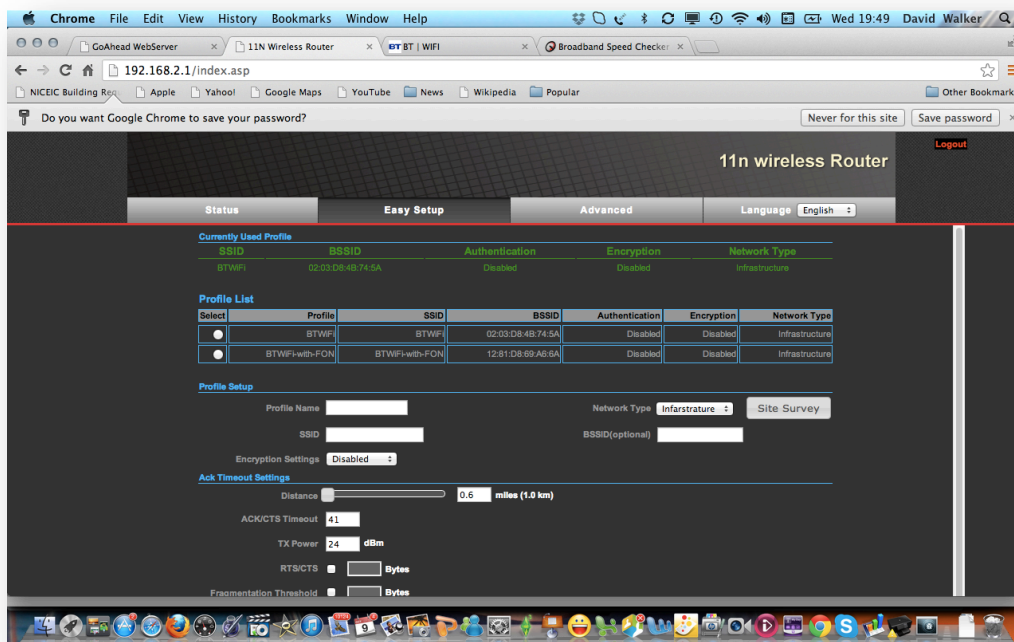 Chrome File Edit View History Bookmarks Window Help Wed 19:49 David Walker
GoAhead WebServer 11N Wireless Router BT BT | WIFI Broadband Speed Checker
192.168.2.1/index.asp
NICEIC Building Reg Apple Yahoo! Google Maps YouTube News Wikipedia Popular Other Bookmark
Do you want Google Chrome to save your password? Never for this site Save password
Logout
11n wireless Router
Status Easy Setup Advanced Language English
Currently Used Profile
SSID BSSID Authentication Encryption Network Type
BTWiFi 02:03:D8:4B:74:5A Disabled Disabled Infrastructure
Profile List
Select Profile SSID BSSID Authentication Encryption Network Type
BTWiFi BTWiFi 02:03:D8:4B:74:5A Disabled Disabled Infrastructure
BTWiFi-with-FON BTWiFi-with-FON 12:81:D8:69:A6:6A Disabled Disabled Infrastructure
Profile Setup
Profile Name Network Type Infarstrature Site Survey
SSID BSSID(optional)
Encryption Settings Disabled
Ack Timeout Settings
Distance 0.6 miles (1.0 km)
ACK/CTS Timeout 41
TX Power 24 dBm
RTS/CTS Bytes
Fragmentation Threshold Bytes